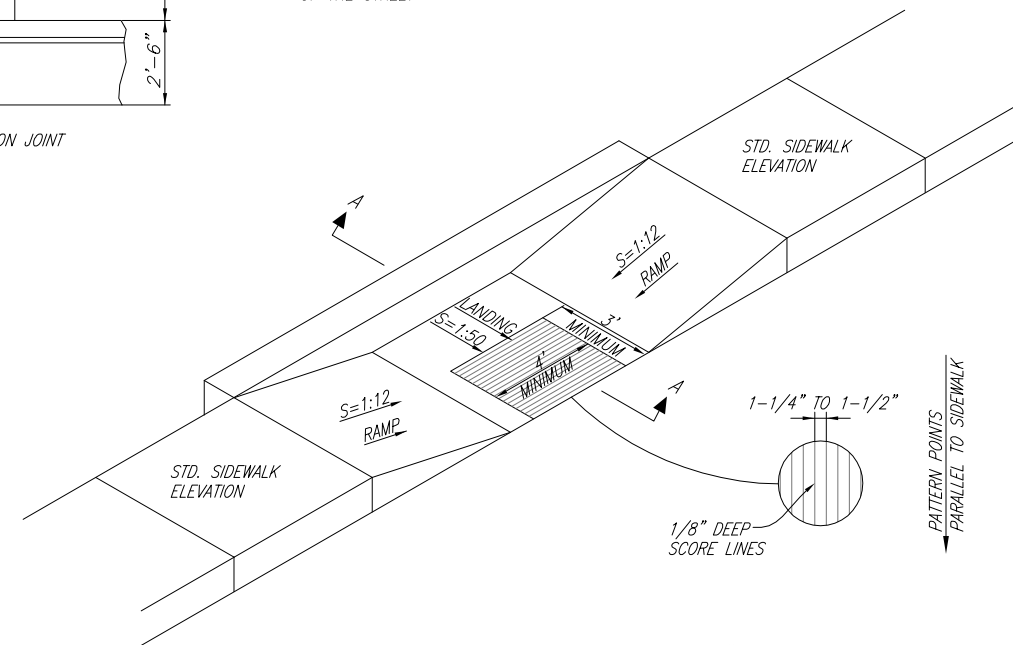 2'-6"
ON JOINT
STD. SIDEWALK
ELEVATION
A
S=1:12
RAMP
LANDING
S=1:50
3'
MINIMUM
4'
MINIMUM
A
S=1:12
RAMP
STD. SIDEWALK
ELEVATION
1-1/4" TO 1-1/2"
1/8" DEEP
SCORE LINES
PATTERN POINTS
PARALLEL TO SIDEWALK